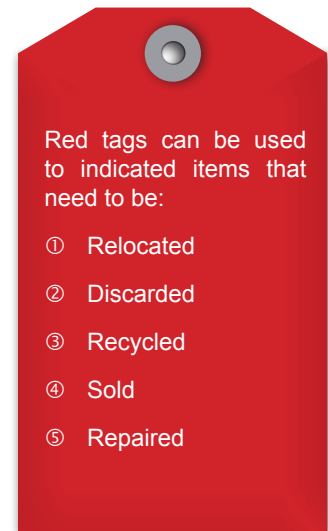 Red tags can be used
to indicated items that
need to be:
① Relocated
② Discarded
③ Recycled
④ Sold
⑤ Repaired